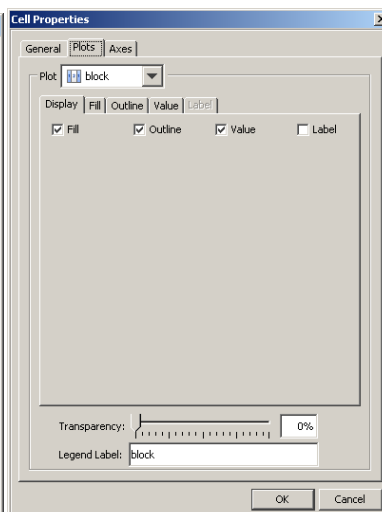 Cell Properties
General Plots Axes
Plot block
Display Fill Outline Value Label
Fill Outline Value Label
Transparency: 0%
Legend Label: block
OK Cancel